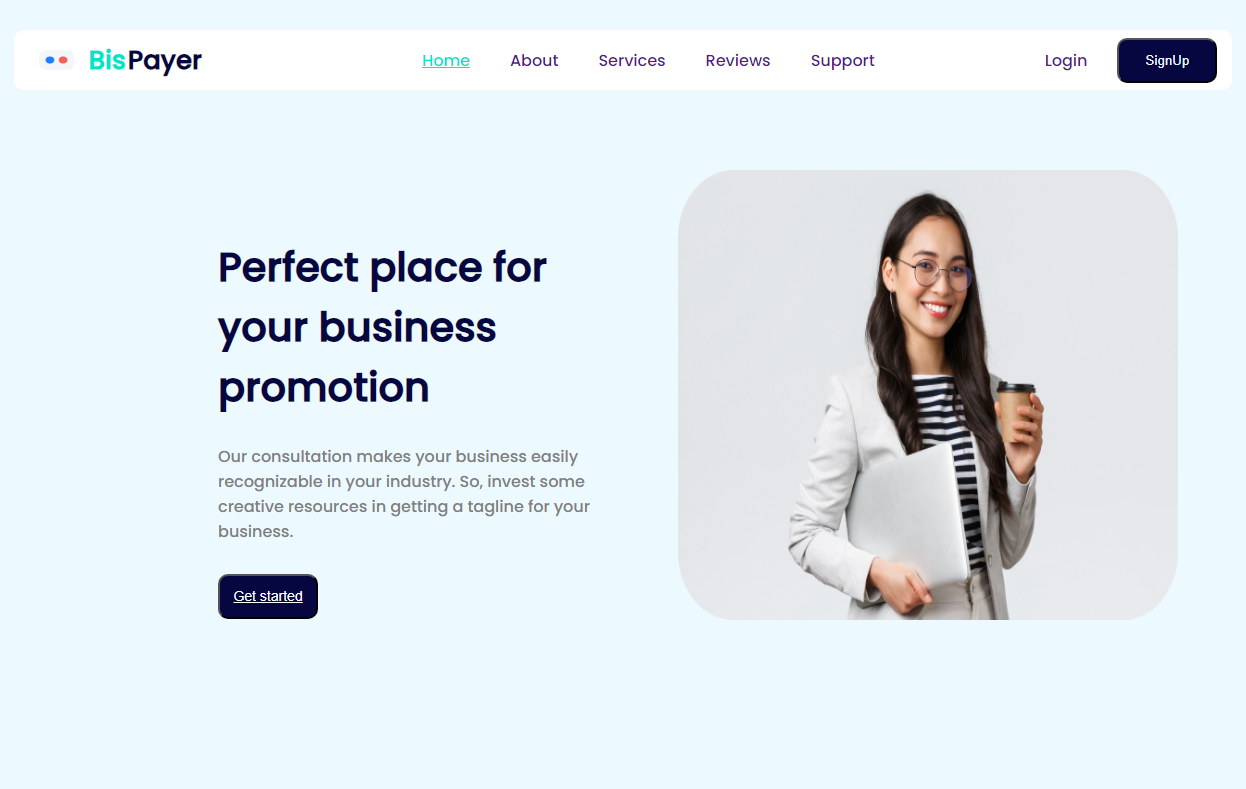 BisPayer Home About Services Reviews Support Login SignUp
Perfect place for
your business
promotion
Our consultation makes your business easily
recognizable in your industry. So, invest some
creative resources in getting a tagline for your
business.
Get started